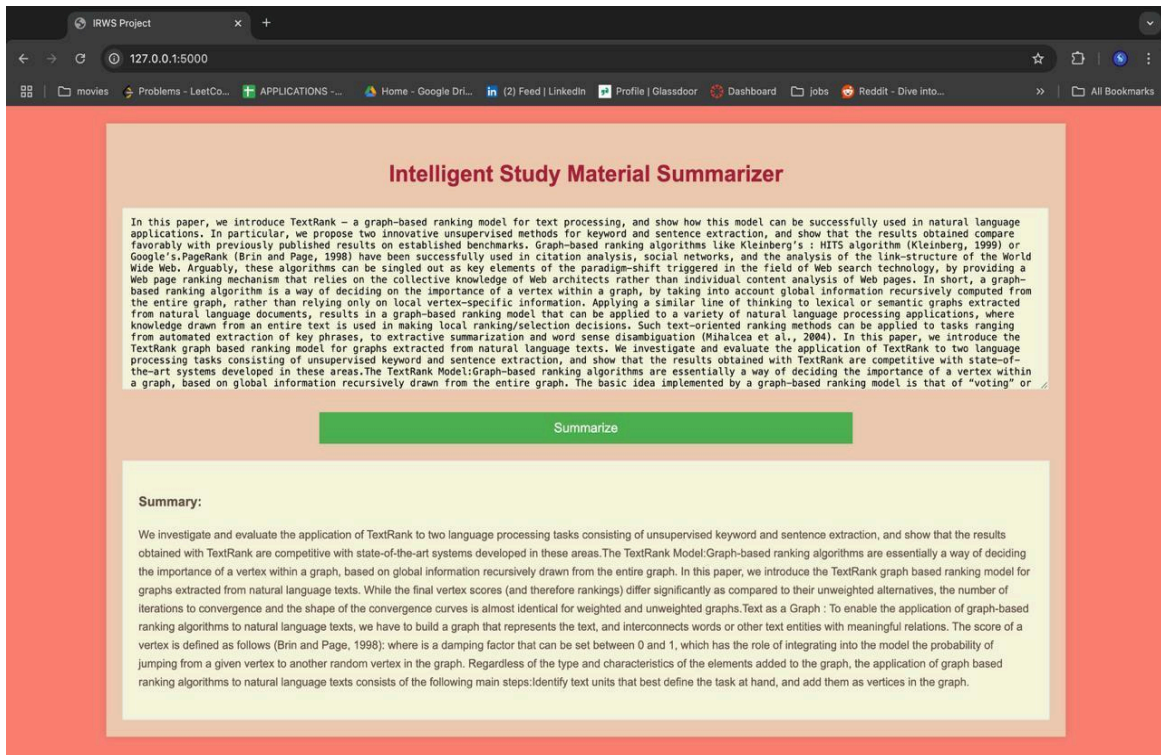 IRWS Project
127.0.0.1:5000
movies
Problems - LeetCo...
APPLICATIONS -...
Home - Google Dri...
(2) Feed | LinkedIn
Profile | Glassdoor
Dashboard
jobs
Reddit - Dive into...
All Bookmarks
Intelligent Study Material Summarizer
In this paper, we introduce TextRank – a graph-based ranking model for text processing, and show how this model can be successfully used in natural language
applications. In particular, we propose two innovative unsupervised methods for keyword and sentence extraction, and show that the results obtained compare
favorably with previously published results on established benchmarks. Graph-based ranking algorithms like Kleinberg's : HITS algorithm (Kleinberg, 1999) or
Google's.PageRank (Brin and Page, 1998) have been successfully used in citation analysis, social networks, and the analysis of the link-structure of the World
Wide Web. Arguably, these algorithms can be singled out as key elements of the paradigm-shift triggered in the field of Web search technology, by providing a
Web page ranking mechanism that relies on the collective knowledge of Web architects rather than individual content analysis of Web pages. In short, a graph-
based ranking algorithm is a way of deciding on the importance of a vertex within a graph, by taking into account global information recursively computed from
the entire graph, rather than relying only on local vertex-specific information. Applying a similar line of thinking to lexical or semantic graphs extracted
from natural language documents, results in a graph-based ranking model that can be applied to a variety of natural language processing applications, where
knowledge drawn from an entire text is used in making local ranking/selection decisions. Such text-oriented ranking methods can be applied to tasks ranging
from automated extraction of key phrases, to extractive summarization and word sense disambiguation (Mihalcea et al., 2004). In this paper, we introduce the
TextRank graph based ranking model for graphs extracted from natural language texts. We investigate and evaluate the application of TextRank to two language
processing tasks consisting of unsupervised keyword and sentence extraction, and show that the results obtained with TextRank are competitive with state-of-
the-art systems developed in these areas.The TextRank Model:Graph-based ranking algorithms are essentially a way of deciding the importance of a vertex within
a graph, based on global information recursively drawn from the entire graph. The basic idea implemented by a graph-based ranking model is that of “voting” or
Summarize
Summary:
We investigate and evaluate the application of TextRank to two language processing tasks consisting of unsupervised keyword and sentence extraction, and show that the results
obtained with TextRank are competitive with state-of-the-art systems developed in these areas.The TextRank Model:Graph-based ranking algorithms are essentially a way of deciding
the importance of a vertex within a graph, based on global information recursively drawn from the entire graph. In this paper, we introduce the TextRank graph based ranking model for
graphs extracted from natural language texts. While the final vertex scores (and therefore rankings) differ significantly as compared to their unweighted alternatives, the number of
iterations to convergence and the shape of the convergence curves is almost identical for weighted and unweighted graphs.Text as a Graph : To enable the application of graph-based
ranking algorithms to natural language texts, we have to build a graph that represents the text, and interconnects words or other text entities with meaningful relations. The score of a
vertex is defined as follows (Brin and Page, 1998): where is a damping factor that can be set between 0 and 1, which has the role of integrating into the model the probability of
jumping from a given vertex to another random vertex in the graph. Regardless of the type and characteristics of the elements added to the graph, the application of graph based
ranking algorithms to natural language texts consists of the following main steps:Identify text units that best define the task at hand, and add them as vertices in the graph.